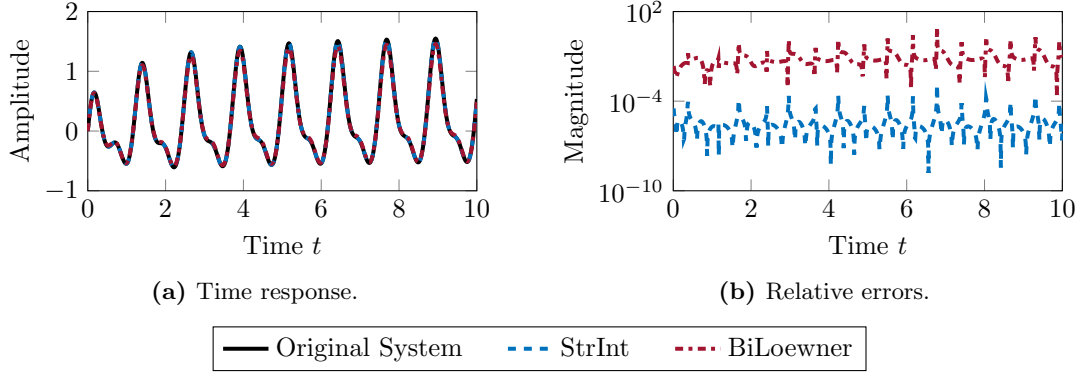 2
1
0
−1
Amplitude
0 2 4 6 8 10
Time t
(a) Time response.
10^2
10^−4
10^−10
Magnitude
0 2 4 6 8 10
Time t
(b) Relative errors.
Original System StrInt BiLoewner